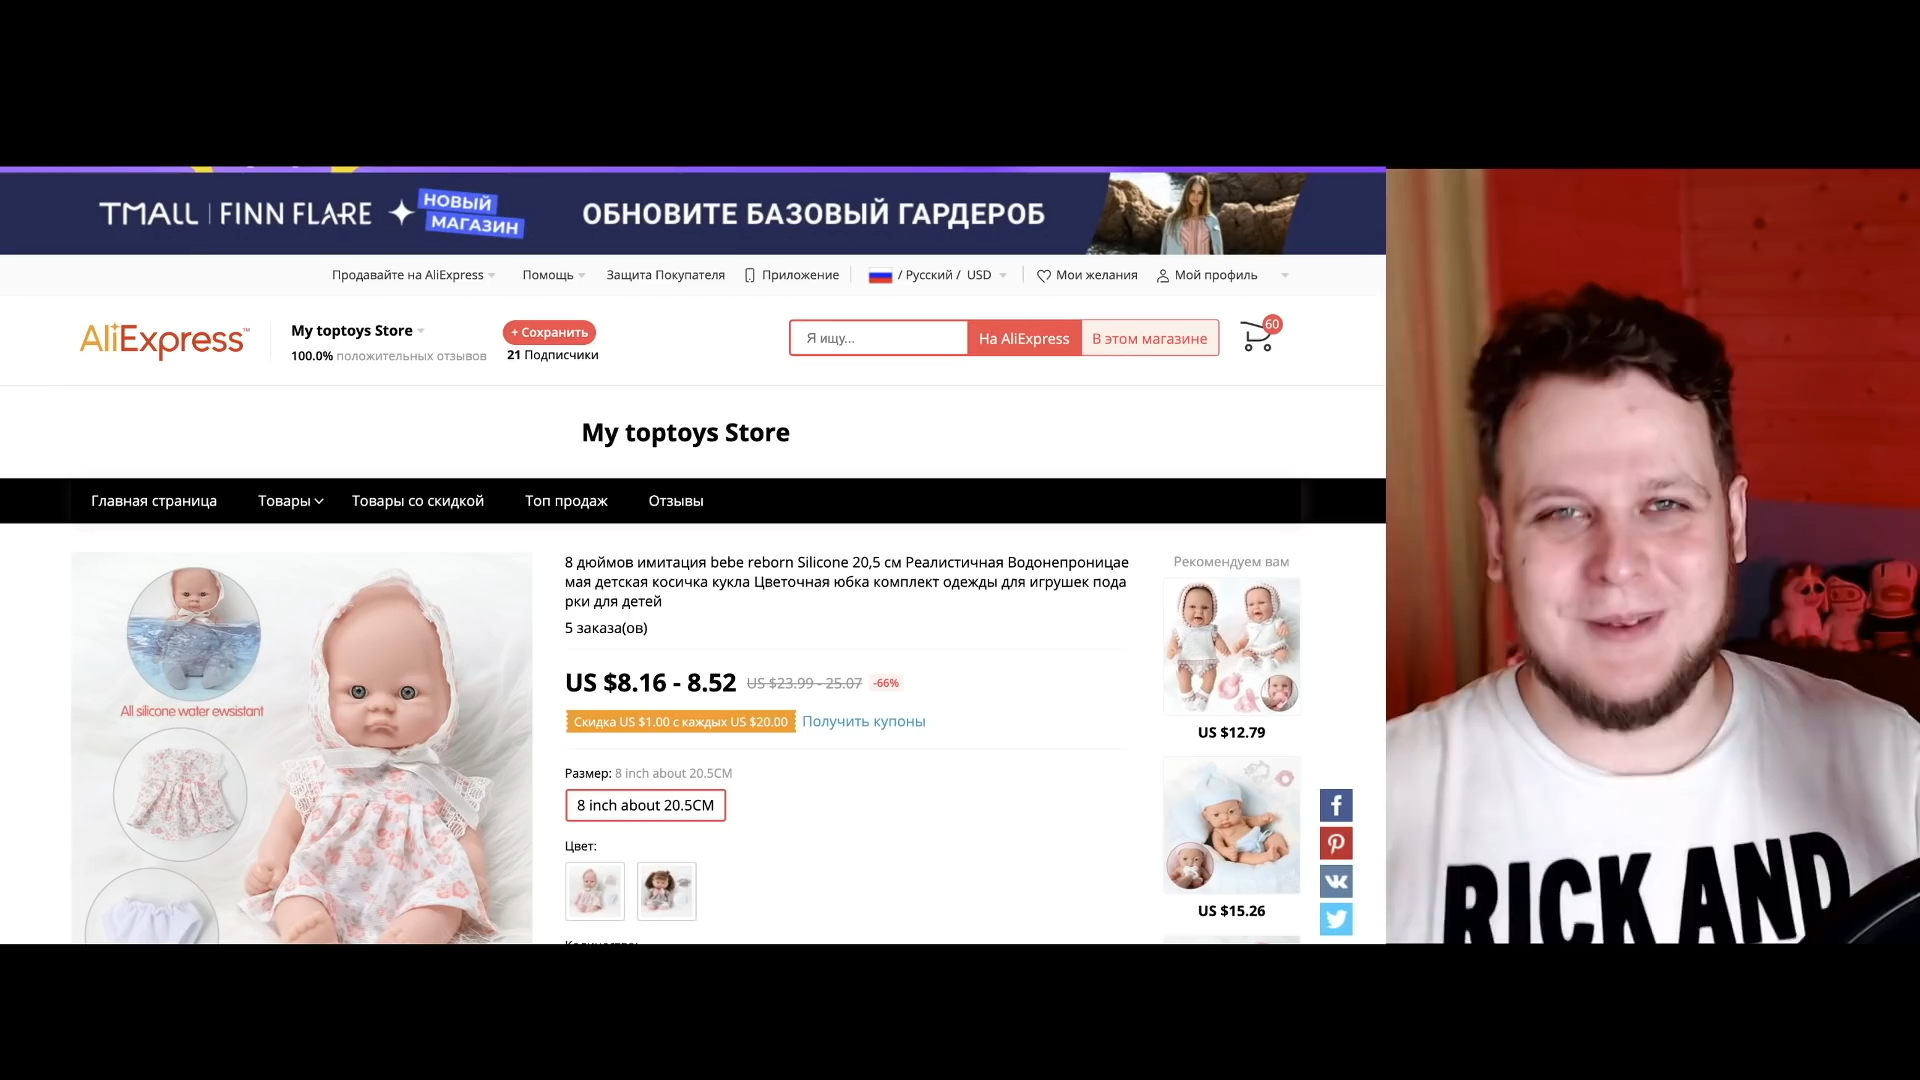 TMALL | FINN FLARE
НОВЫЙ
МАГАЗИН
ОБНОВИТЕ БАЗОВЫЙ ГАРДЕРОБ
Продавайте на AliExpress
Помощь
Защита Покупателя
Приложение
/ Русский / USD
Мои желания
Мой профиль
AliExpress™
My toptoys Store
100.0% положительных отзывов
+ Сохранить
21 Подписчики
Я ищу...
На AliExpress
В этом магазине
60
My toptoys Store
Главная страница
Товары
Товары со скидкой
Топ продаж
Отзывы
All silicone water ewsistant
8 дюймов имитация bebe reborn Silicone 20,5 см Реалистичная Водонепроницае
мая детская косичка кукла Цветочная юбка комплект одежды для игрушек пода
рки для детей
5 заказа(ов)
US $8.16 - 8.52 US $23.99 - 25.07 -66%
Скидка US $1.00 с каждых US $20.00 Получить купоны
Размер: 8 inch about 20.5CM
8 inch about 20.5CM
Цвет:
Рекомендуем вам
US $12.79
US $15.26
RICK AND